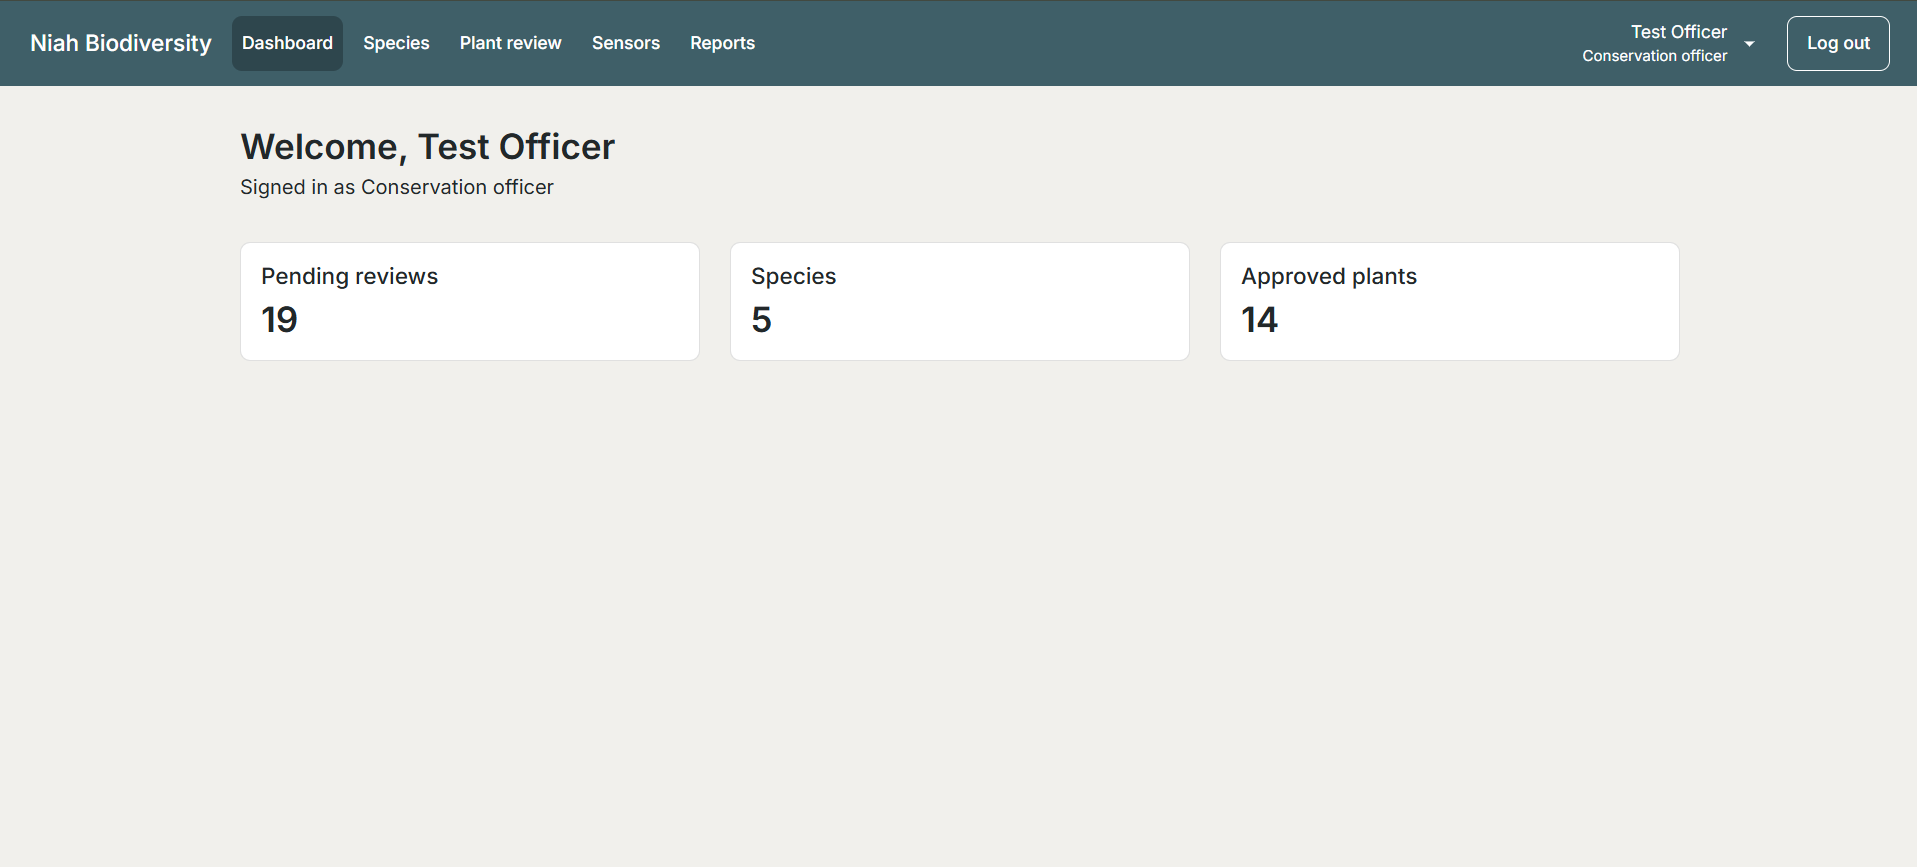 Niah Biodiversity Dashboard Species Plant review Sensors Reports Test Officer Log out
Conservation officer
Welcome, Test Officer
Signed in as Conservation officer
Pending reviews
19
Species
5
Approved plants
14